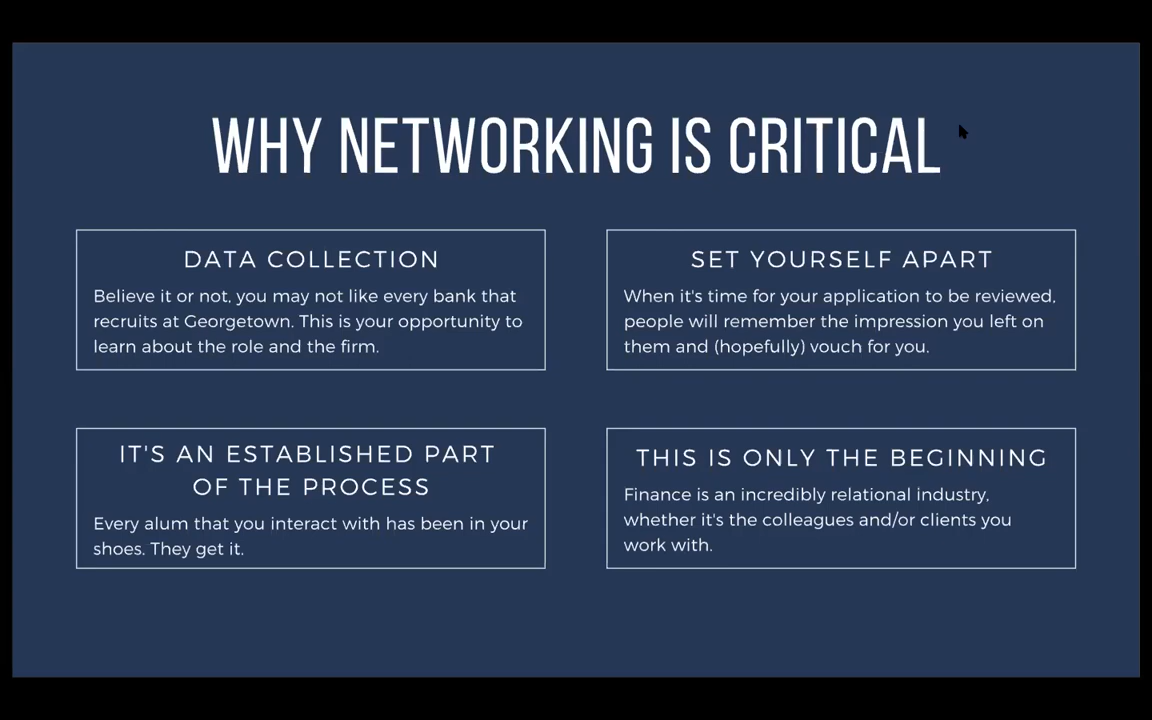 WHY NETWORKING IS CRITICAL
DATA COLLECTION
Believe it or not, you may not like every bank that
recruits at Georgetown. This is your opportunity to
learn about the role and the firm.
SET YOURSELF APART
When it's time for your application to be reviewed,
people will remember the impression you left on
them and (hopefully) vouch for you.
IT'S AN ESTABLISHED PART
OF THE PROCESS
Every alum that you interact with has been in your
shoes. They get it.
THIS IS ONLY THE BEGINNING
Finance is an incredibly relational industry,
whether it's the colleagues and/or clients you
work with.